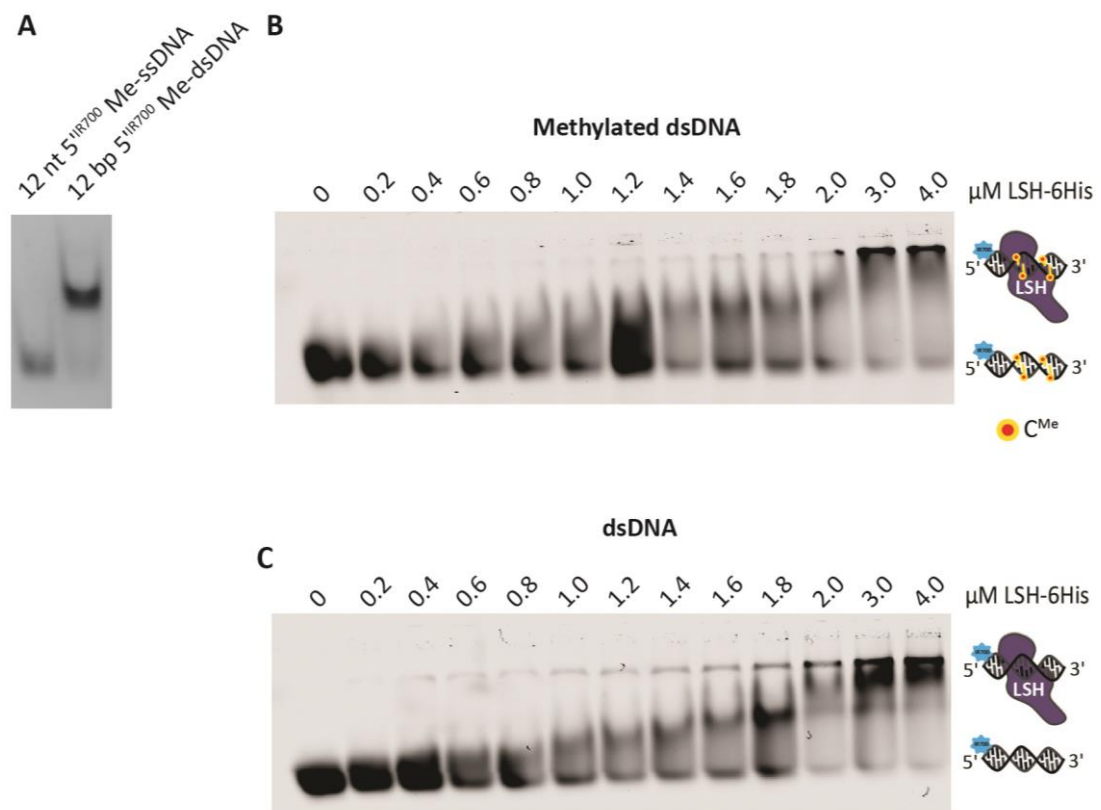 A
12 nt 5'IR700 Me-ssDNA
12 bp 5'IR700 Me-dsDNA
B
Methylated dsDNA
0 0.2 0.4 0.6 0.8 1.0 1.2 1.4 1.6 1.8 2.0 3.0 4.0 μM LSH-6His
IR700
5' 3'
LSH
IR700
5' 3'
CMe
dsDNA
C
0 0.2 0.4 0.6 0.8 1.0 1.2 1.4 1.6 1.8 2.0 3.0 4.0 μM LSH-6His
IR700
5' 3'
LSH
IR700
5' 3'